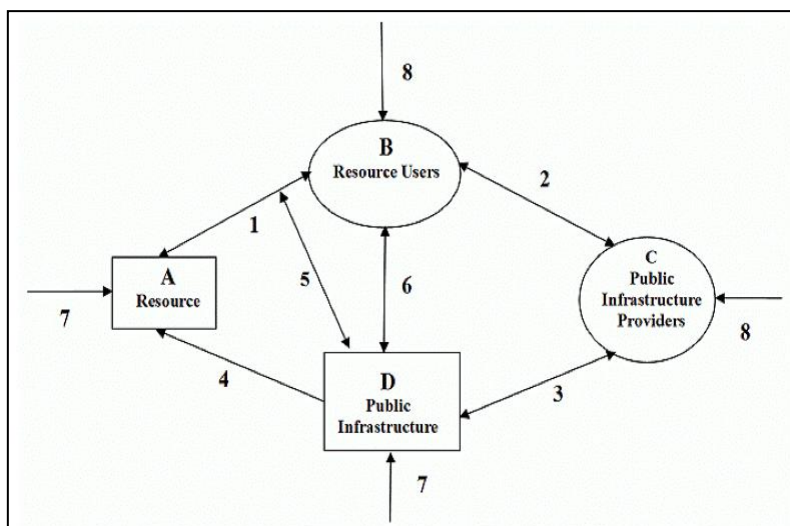 8
B
Resource Users
2
1
A
Resource
5
6
C
Public
Infrastructure
Providers
7
8
4
D
Public
Infrastructure
3
7